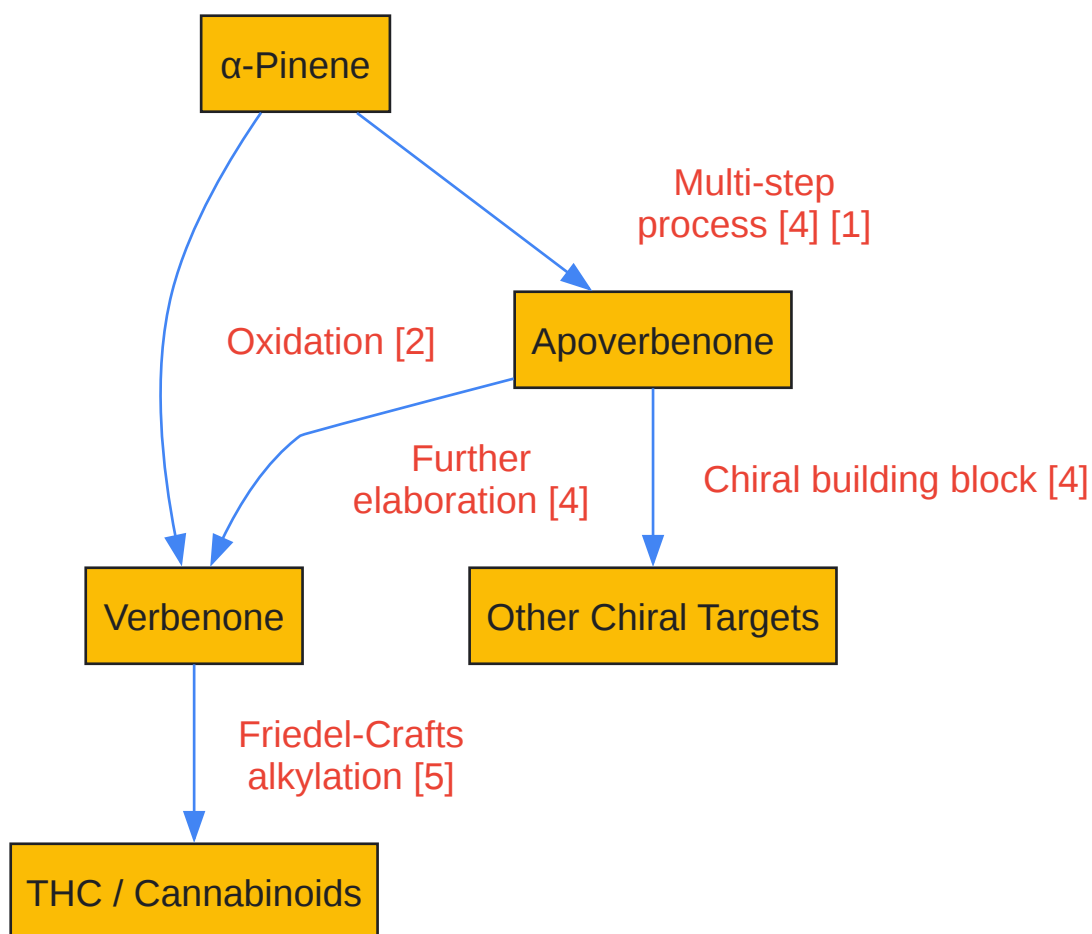 α-Pinene
Multi-step
process [4] [1]
Oxidation [2]
Apoverbenone
Further
elaboration [4]
Chiral building block [4]
Verbenone
Other Chiral Targets
Friedel-Crafts
alkylation [5]
THC / Cannabinoids